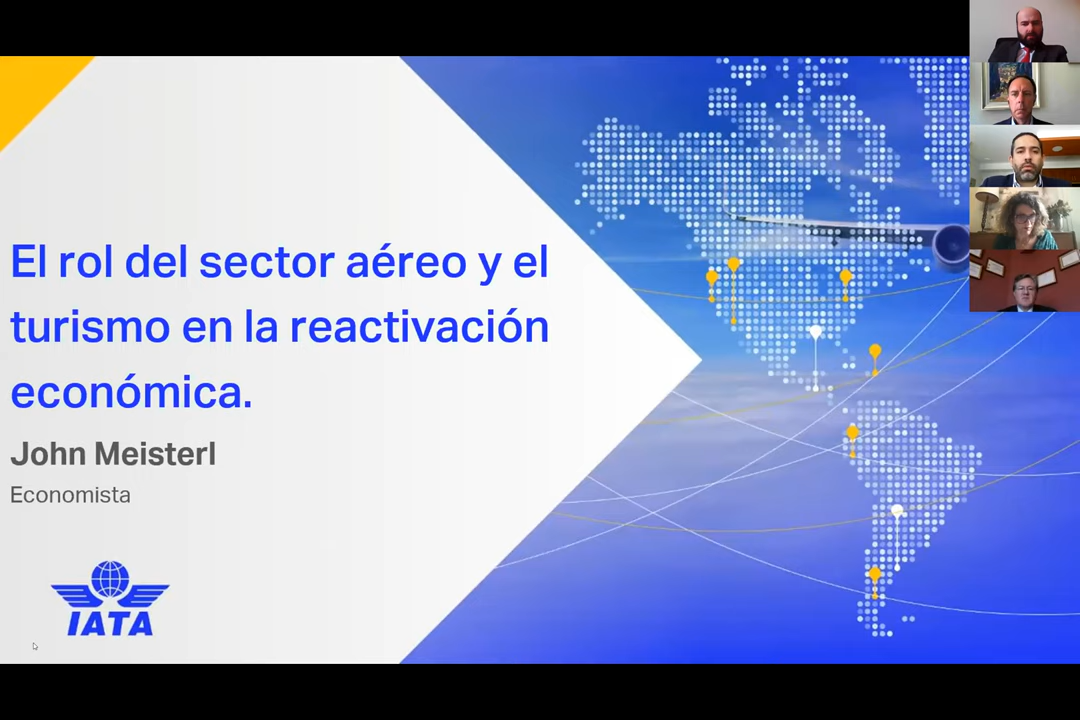 El rol del sector aéreo y el
turismo en la reactivación
económica.
John Meisterl
Economista
IATA